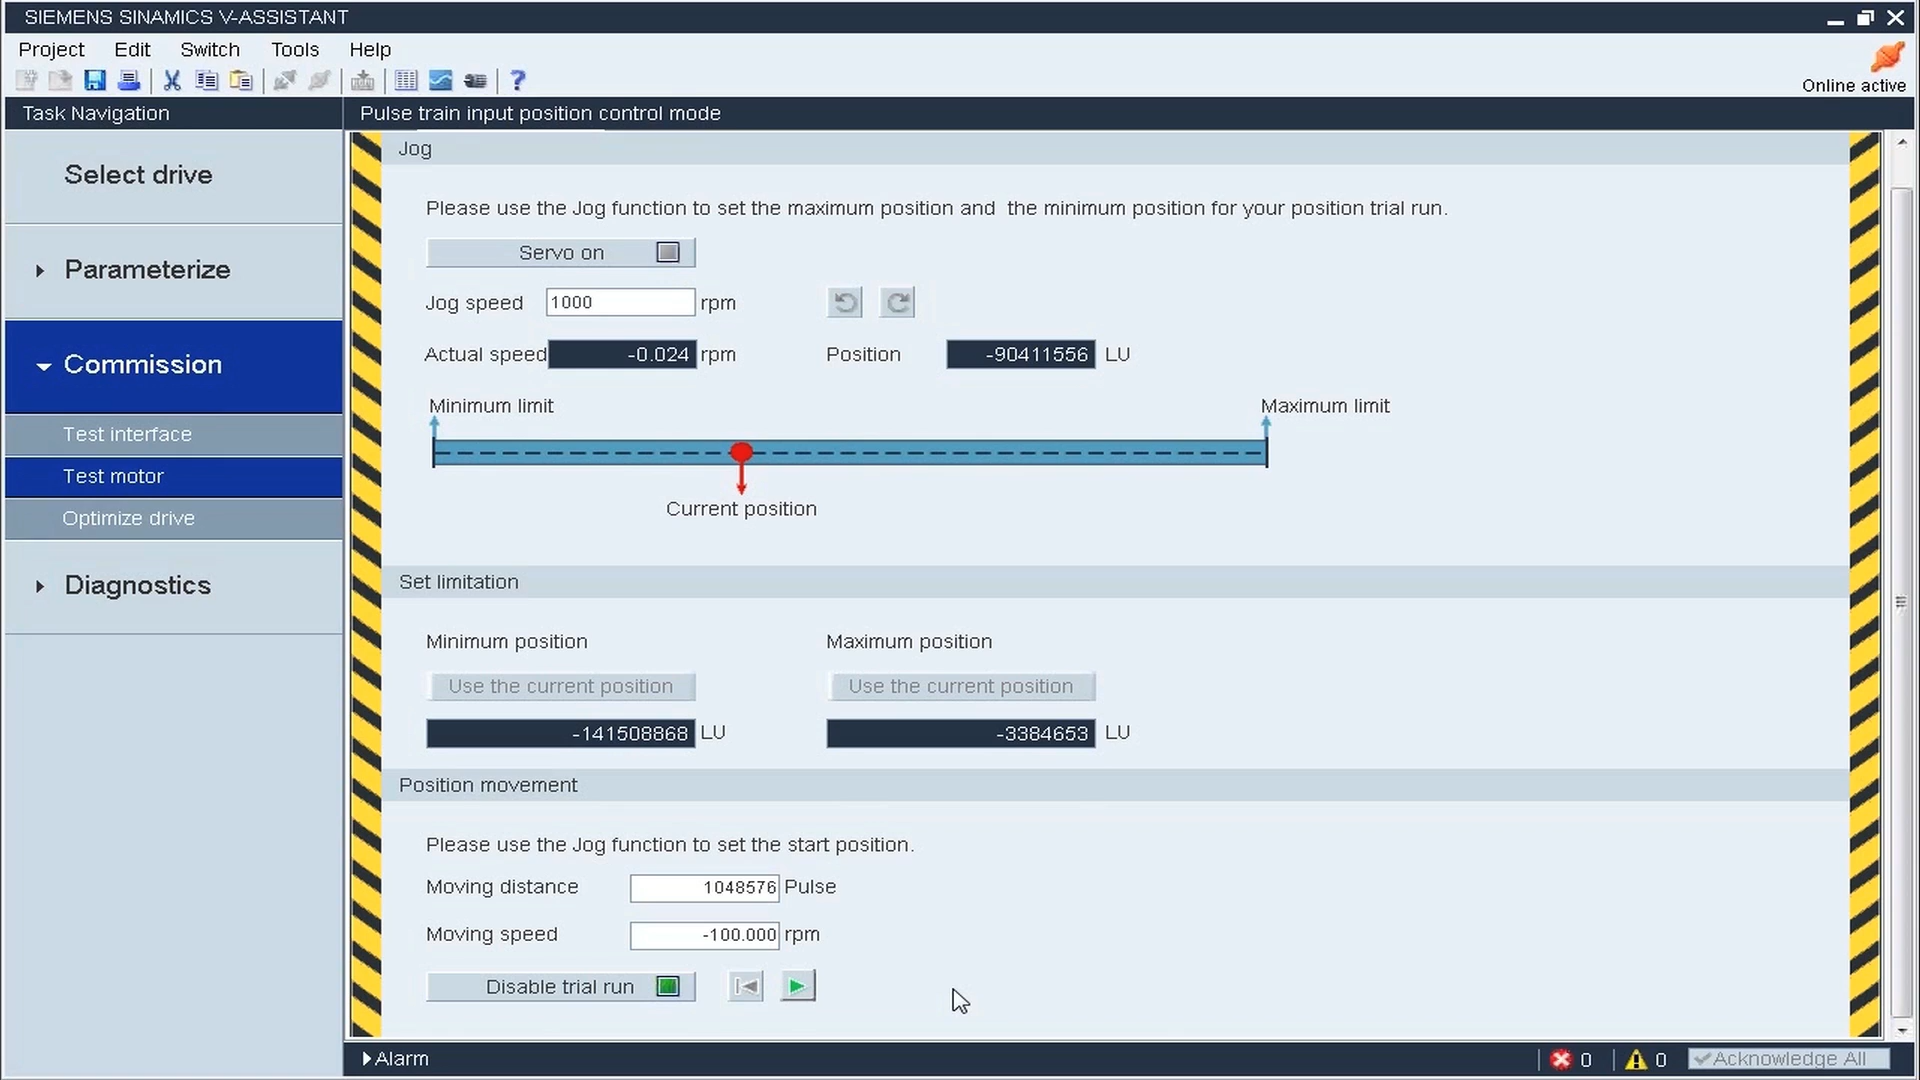 SIEMENS SINAMICS V-ASSISTANT
Project Edit Switch Tools Help
Online active
Task Navigation
Pulse train input position control mode
Select drive
Parameterize
Commission
Test interface
Test motor
Optimize drive
Diagnostics
Jog
Please use the Jog function to set the maximum position and the minimum position for your position trial run.
Servo on
Jog speed 1000 rpm
Actual speed -0.024 rpm Position -90411556 LU
Minimum limit Maximum limit
Current position
Set limitation
Minimum position Maximum position
Use the current position Use the current position
-141508868 LU -3384653 LU
Position movement
Please use the Jog function to set the start position.
Moving distance 1048576 Pulse
Moving speed -100.000 rpm
Disable trial run
Alarm 0 0 Acknowledge All